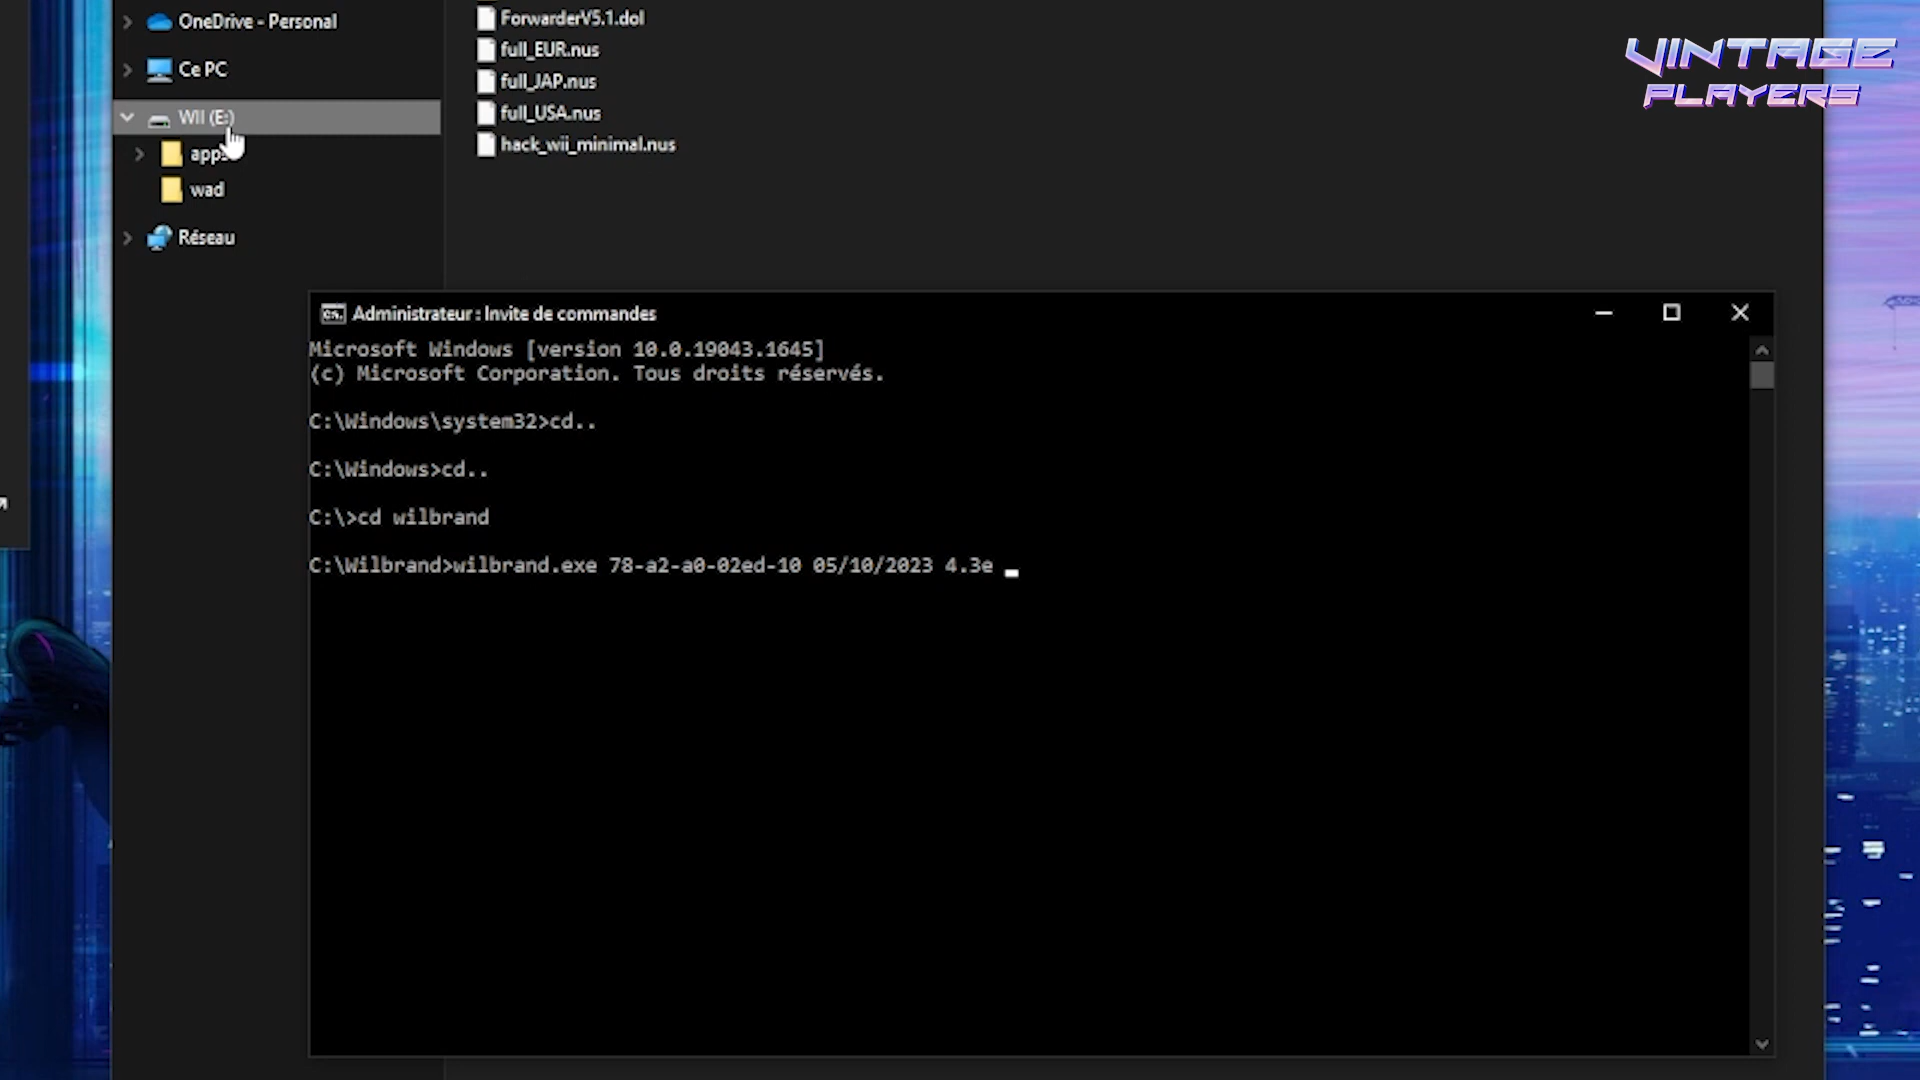 OneDrive - Personal
Ce PC
WII (E:)
apps
wad
Réseau
ForwarderV5.1.dol
full_EUR.nus
full_JAP.nus
full_USA.nus
hack_wii_minimal.nus
VINTAGE
PLAYERS
Administrateur : Invite de commandes
Microsoft Windows [version 10.0.19043.1645]
(c) Microsoft Corporation. Tous droits réservés.
C:\Windows\system32>cd..
C:\Windows>cd..
C:\>cd wilbrand
C:\Wilbrand>wilbrand.exe 78-a2-a0-02ed-10 05/10/2023 4.3e